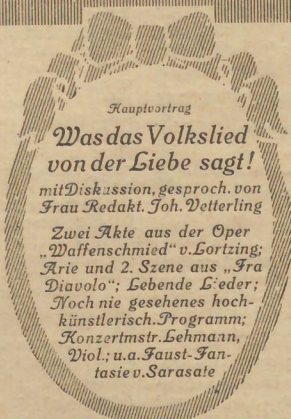 Hauptvortrag
Was das Volkslied
von der Liebe sagt!
mit Diskussion, gesproch. von
Frau Redakt. Joh. Vetterling
Zwei Akte aus der Oper
„Waffenschmied“ v. Lortzing;
Arie und 2. Szene aus „Fra
Diavolo“; Lebende Lieder;
Noch nie gesehenes hoch-
künstlerisch. Programm;
Konzertmstr. Lehmann,
Viol.; u. a. Faust-Fan-
tasie v. Sarasate